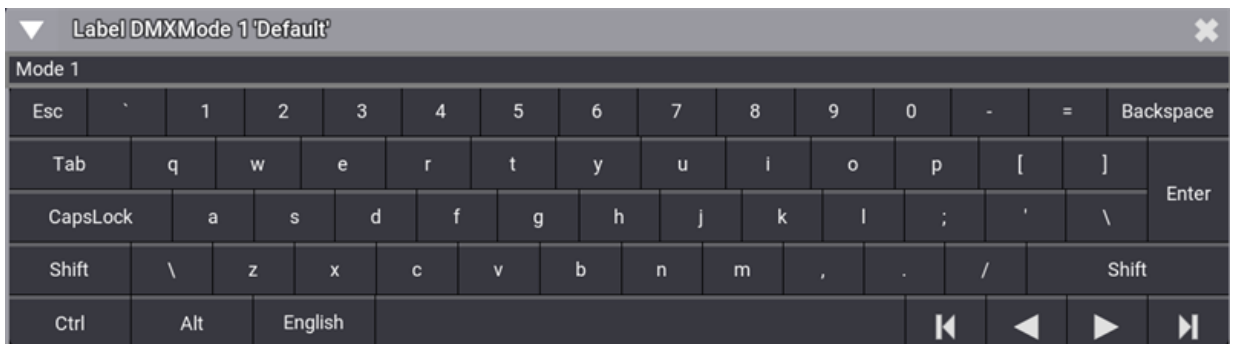 Label DMXMode 1 'Default'
Mode 1
Esc ` 1 2 3 4 5 6 7 8 9 0 - = Backspace
Tab q w e r t y u i o p [ ] Enter
CapsLock a s d f g h j k l ; ' \
Shift \ z x c v b n m , . / Shift
Ctrl Alt English